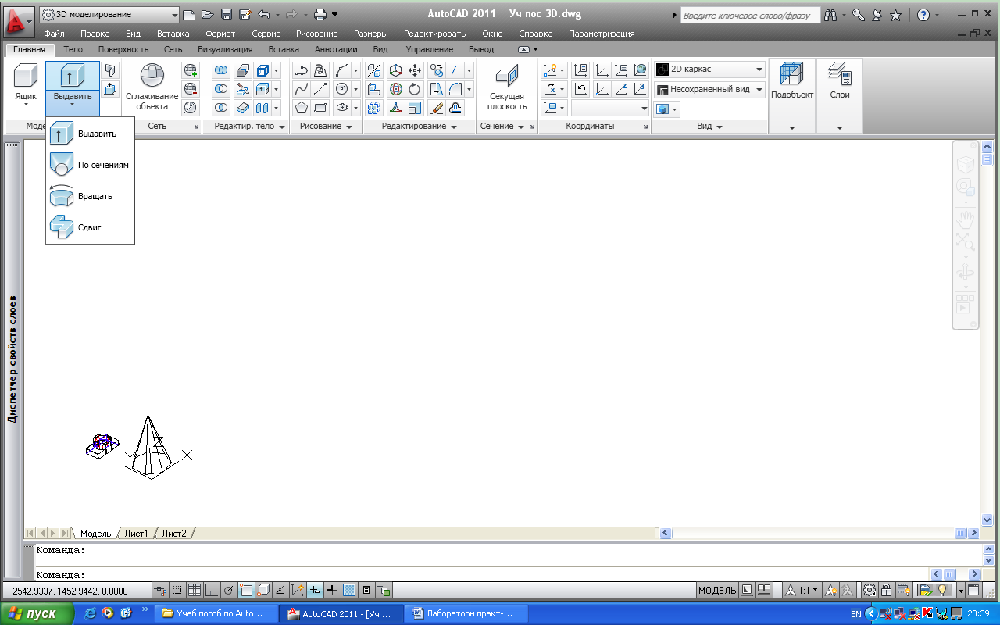 3D моделирование
AutoCAD 2011 Уч пос 3D.dwg
Введите ключевое слово/фразу
Файл Правка Вид Вставка Формат Сервис Рисование Размеры Редактировать Окно Справка Параметризация
Главная Тело Поверхность Сеть Визуализация Вставка Аннотации Вид Управление Вывод
2D каркас
Несохраненный вид
Ящик Выдавить Сглаживание объекта Секущая плоскость Подобъект Слои
Сеть Редактир. тело Рисование Редактирование Сечение Координаты Вид
Выдавить
По сечениям
Вращать
Сдвиг
Диспетчер свойств слоев
Z
Y X
Модель Лист1 Лист2
Команда:
Команда:
2542.9337, 1452.9442, 0.0000 МОДЕЛЬ 1:1
пуск Учеб пособ по Auto... AutoCAD 2011 - [Уч ... Лабораторн практ-... EN 23:39